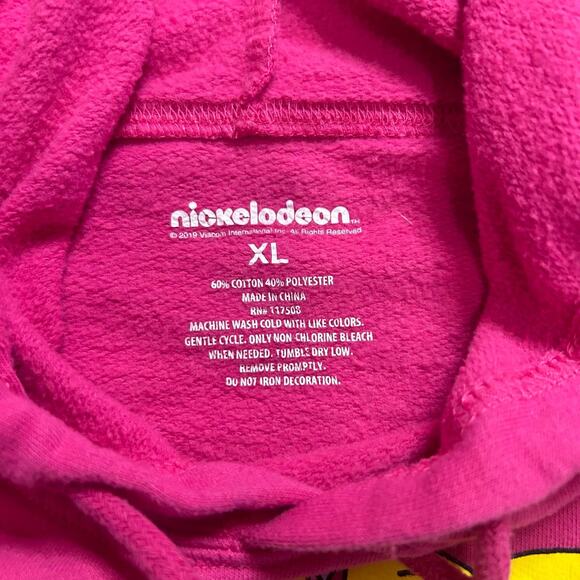 nickelodeon™
© 2019 Viacom International Inc. All Rights Reserved
XL
60% COTTON 40% POLYESTER
MADE IN CHINA
RN# 117508
MACHINE WASH COLD WITH LIKE COLORS.
GENTLE CYCLE. ONLY NON-CHLORINE BLEACH
WHEN NEEDED. TUMBLE DRY LOW.
REMOVE PROMPTLY.
DO NOT IRON DECORATION.